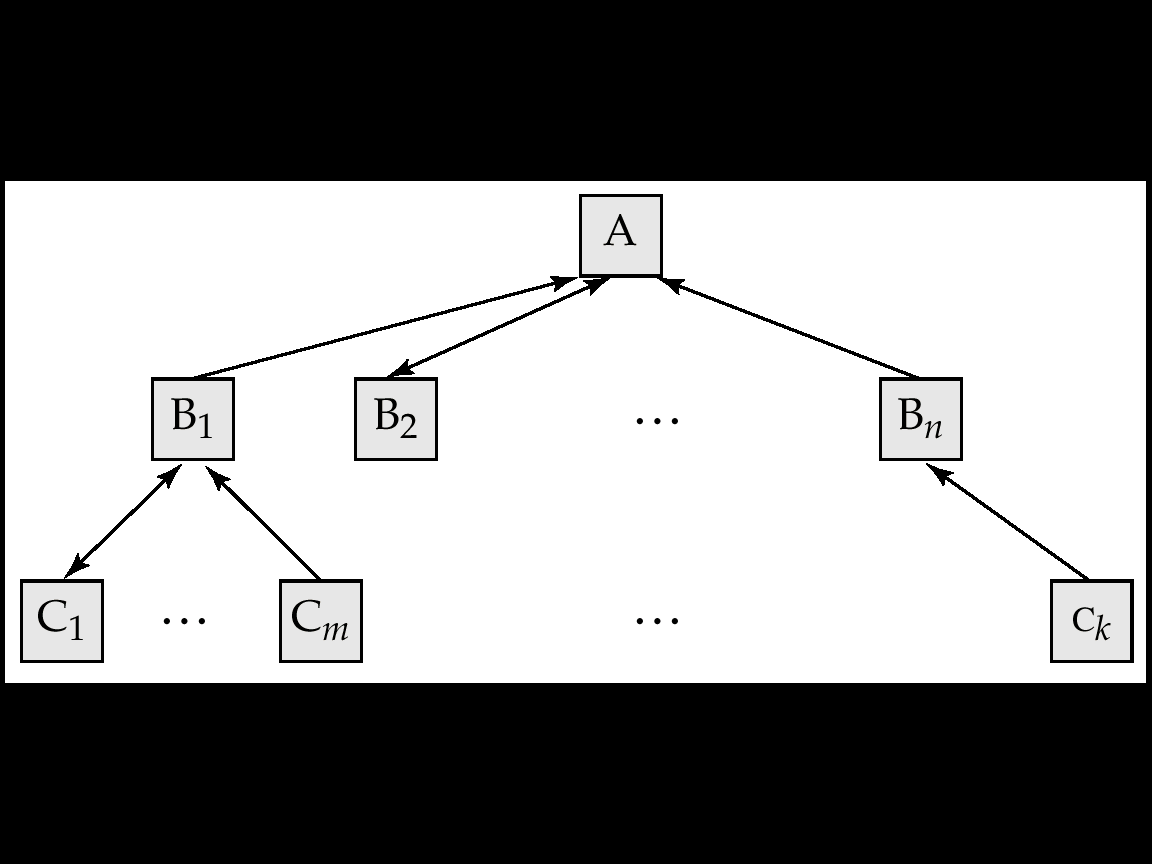 A
B₁ B₂ … Bₙ
C₁ … Cₘ … cₖ